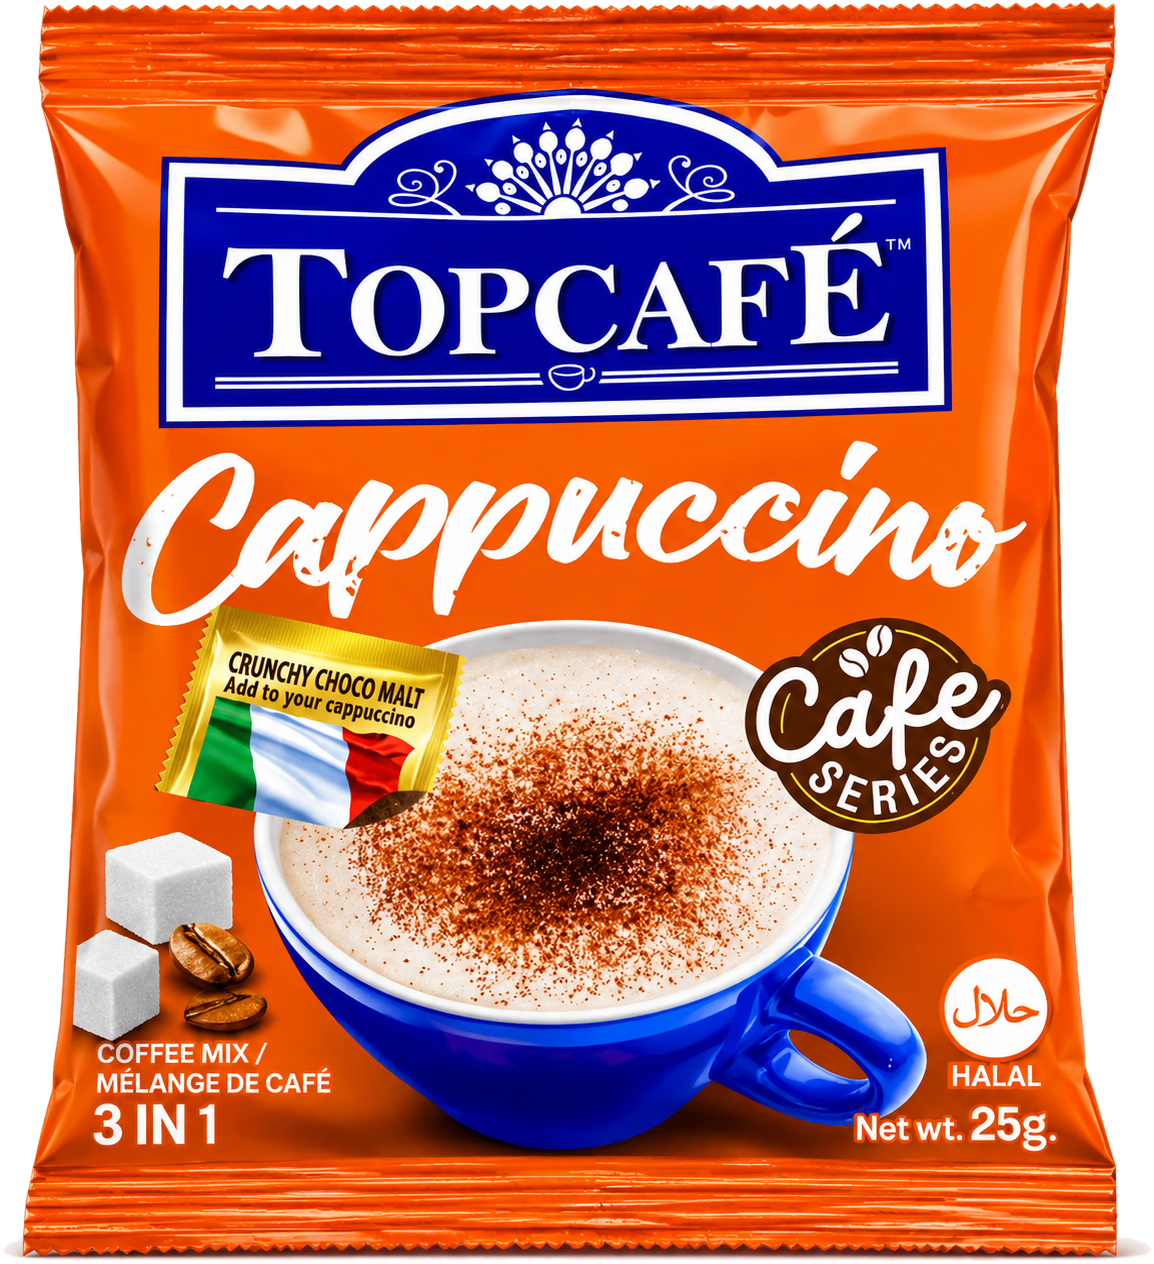 TOPCAFÉ™
Cappuccino
CRUNCHY CHOCO MALT
Add to your cappuccino
Cafe
SERIES
COFFEE MIX /
MÉLANGE DE CAFÉ
3 IN 1
حلال
HALAL
Net wt. 25g.